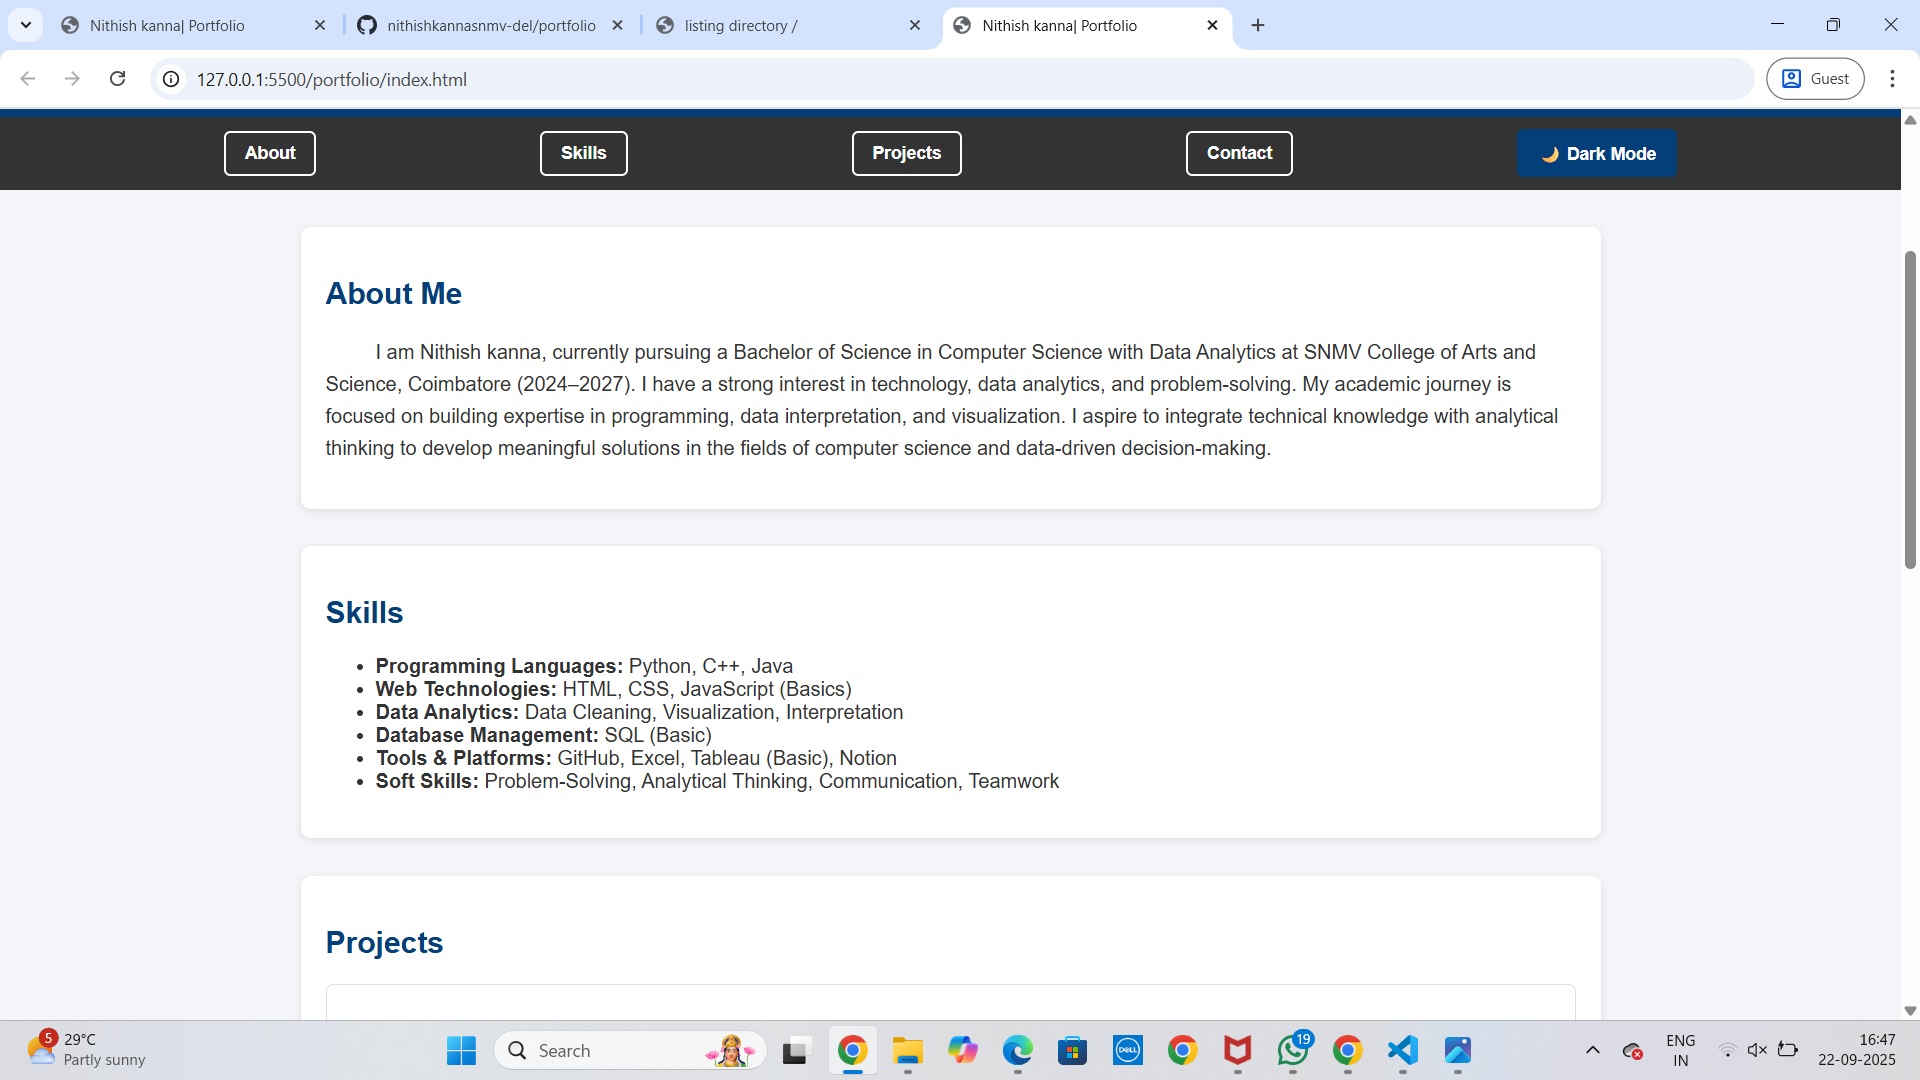 Nithish kanna| Portfolio
nithishkannasnmv-del/portfolio
listing directory /
Nithish kanna| Portfolio
127.0.0.1:5500/portfolio/index.html
Guest
About
Skills
Projects
Contact
🌙 Dark Mode
About Me
I am Nithish kanna, currently pursuing a Bachelor of Science in Computer Science with Data Analytics at SNMV College of Arts and
Science, Coimbatore (2024–2027). I have a strong interest in technology, data analytics, and problem-solving. My academic journey is
focused on building expertise in programming, data interpretation, and visualization. I aspire to integrate technical knowledge with analytical
thinking to develop meaningful solutions in the fields of computer science and data-driven decision-making.
Skills
• Programming Languages: Python, C++, Java
• Web Technologies: HTML, CSS, JavaScript (Basics)
• Data Analytics: Data Cleaning, Visualization, Interpretation
• Database Management: SQL (Basic)
• Tools & Platforms: GitHub, Excel, Tableau (Basic), Notion
• Soft Skills: Problem-Solving, Analytical Thinking, Communication, Teamwork
Projects
5
29°C
Partly sunny
Search
DELL
19
ENG
IN
16:47
22-09-2025